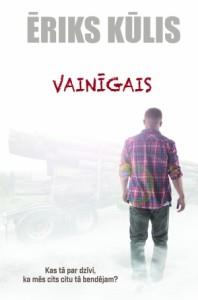 ĒRIKS KŪLIS
VAINĪGAIS
Kas tā par dzīvi,
ka mēs cits citu tā bendējam?